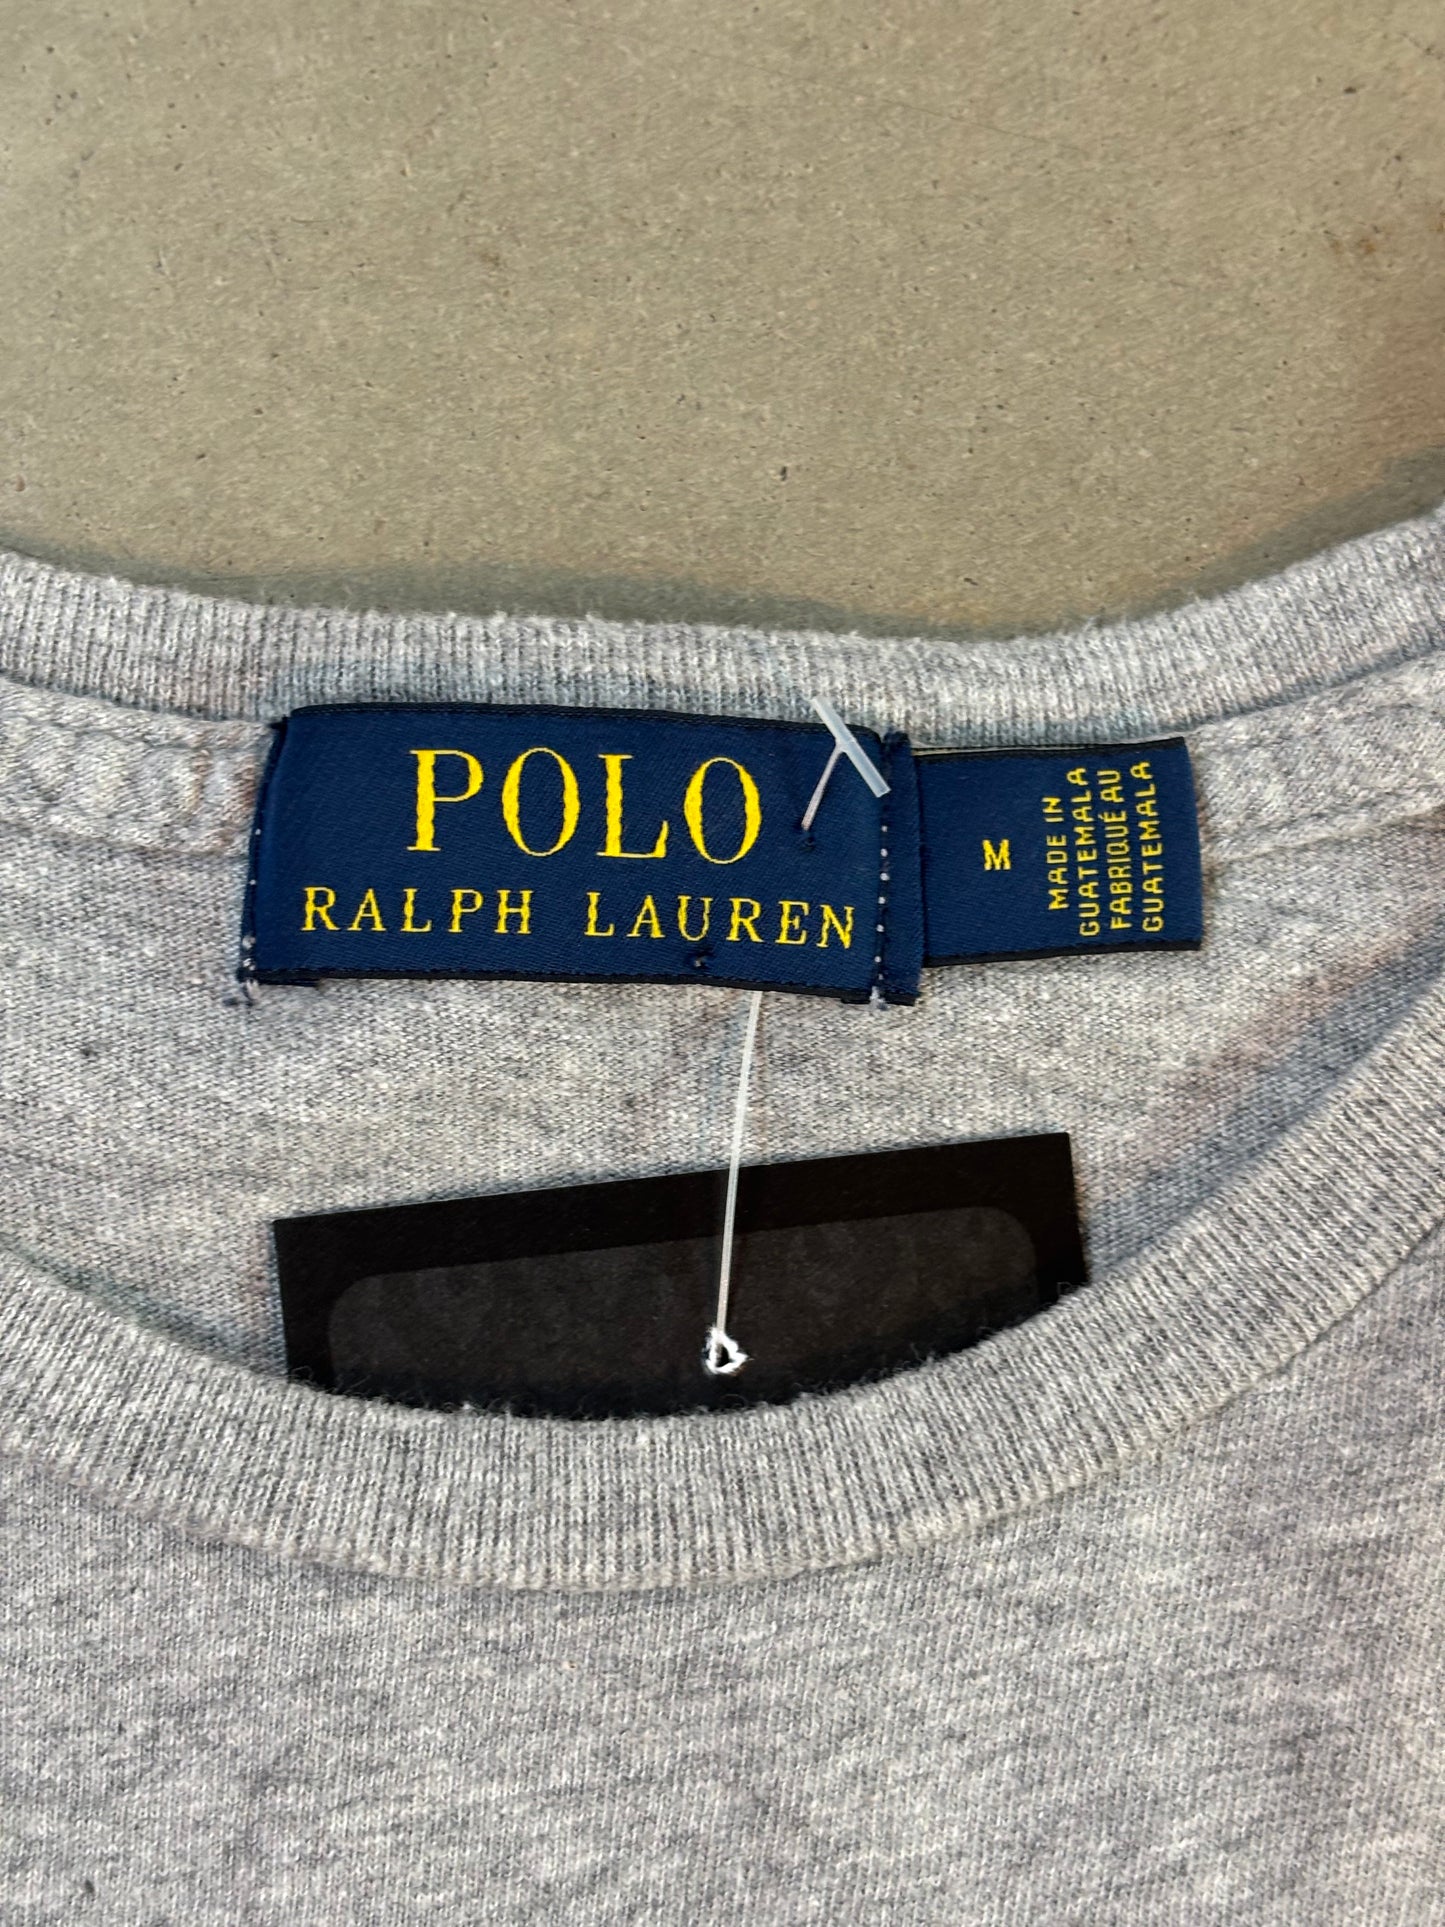 POLO
RALPH LAUREN
M
MADE IN
GUATEMALA
FABRIQUÉ AU
GUATEMALA